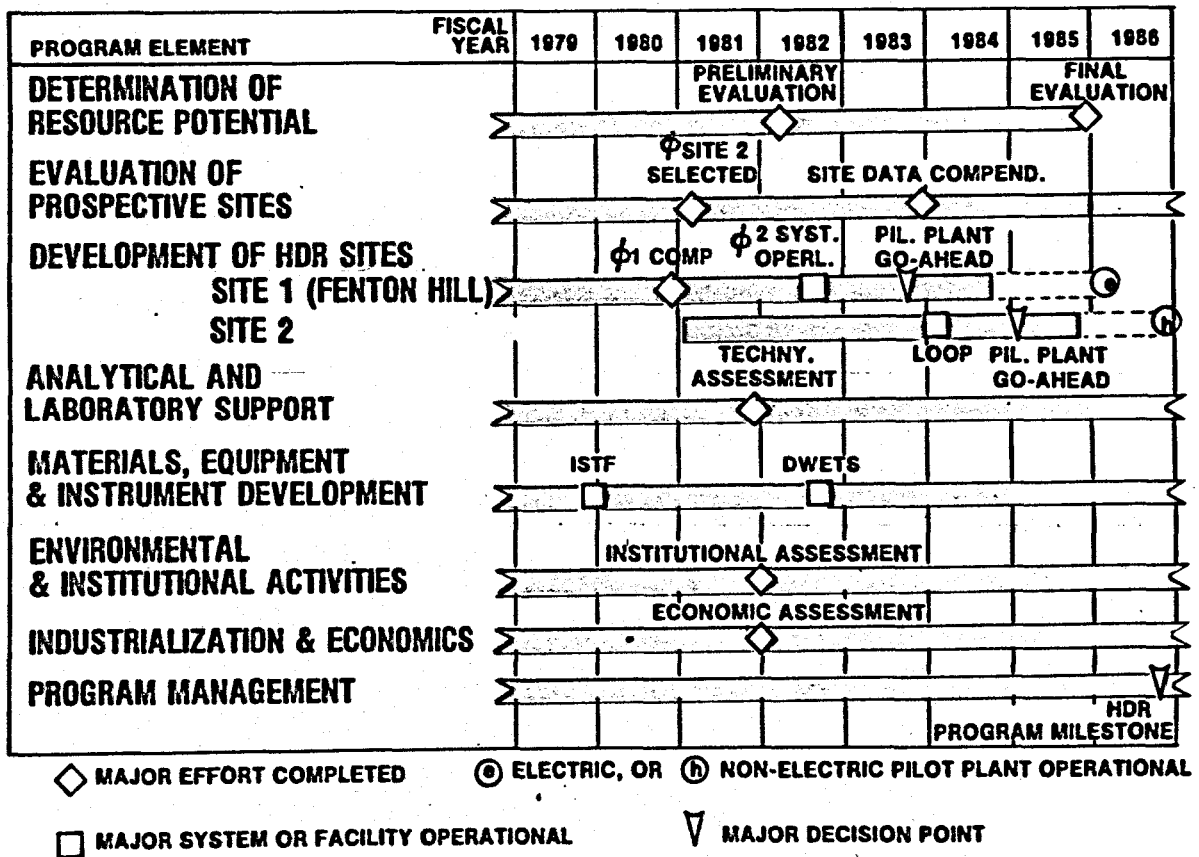 PROGRAM ELEMENT FISCAL YEAR 1979 1980 1981 1982 1983 1984 1985 1986
DETERMINATION OF
RESOURCE POTENTIAL
PRELIMINARY
EVALUATION
FINAL
EVALUATION
EVALUATION OF
PROSPECTIVE SITES
ϕSITE 2
SELECTED
SITE DATA COMPEND.
DEVELOPMENT OF HDR SITES
ϕ1 COMP
ϕ2 SYST.
OPERL.
PIL. PLANT
GO-AHEAD
SITE 1 (FENTON HILL)
e
SITE 2
h
TECHNY.
ASSESSMENT
LOOP
PIL. PLANT
GO-AHEAD
ANALYTICAL AND
LABORATORY SUPPORT
MATERIALS, EQUIPMENT
& INSTRUMENT DEVELOPMENT
ISTF
DWETS
ENVIRONMENTAL
& INSTITUTIONAL ACTIVITIES
INSTITUTIONAL ASSESSMENT
ECONOMIC ASSESSMENT
INDUSTRIALIZATION & ECONOMICS
PROGRAM MANAGEMENT
HDR
PROGRAM MILESTONE
MAJOR EFFORT COMPLETED
e ELECTRIC, OR h NON-ELECTRIC PILOT PLANT OPERATIONAL
MAJOR SYSTEM OR FACILITY OPERATIONAL
MAJOR DECISION POINT